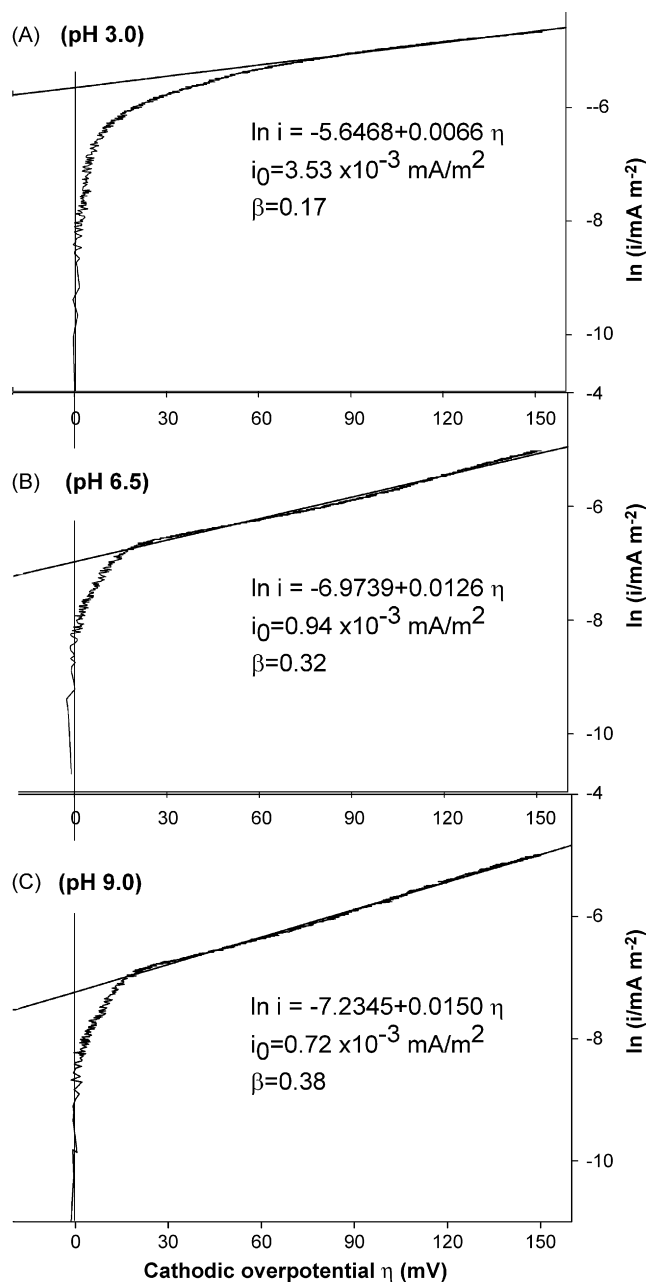 (A) (pH 3.0)
--6
ln i = -5.6468+0.0066 η
i0=3.53 x10-3 mA/m2
β=0.17
-8
-10
ln (i/mA m-2)
-4
0 30 60 90 120 150
(B) (pH 6.5)
-6
ln i = -6.9739+0.0126 η
i0=0.94 x10-3 mA/m2
β=0.32
-8
-10
ln (i/mA m-2)
-4
0 30 60 90 120 150
(C) (pH 9.0)
-6
ln i = -7.2345+0.0150 η
i0=0.72 x10-3 mA/m2
β=0.38
-8
-10
ln (i/mA m-2)
0 30 60 90 120 150
Cathodic overpotential η (mV)